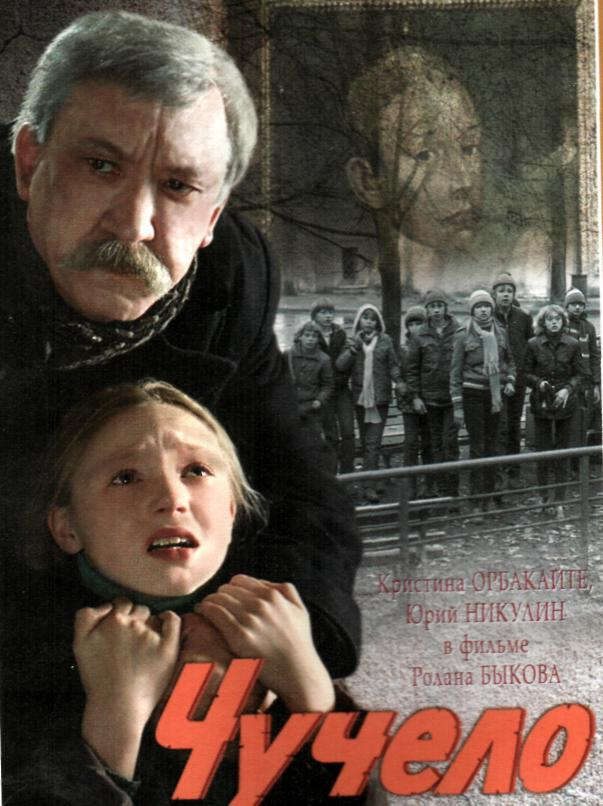 Кристина ОРБАКАЙТЕ,
Юрий НИКУЛИН
в фильме
Ролана БЫКОВА
Чучело